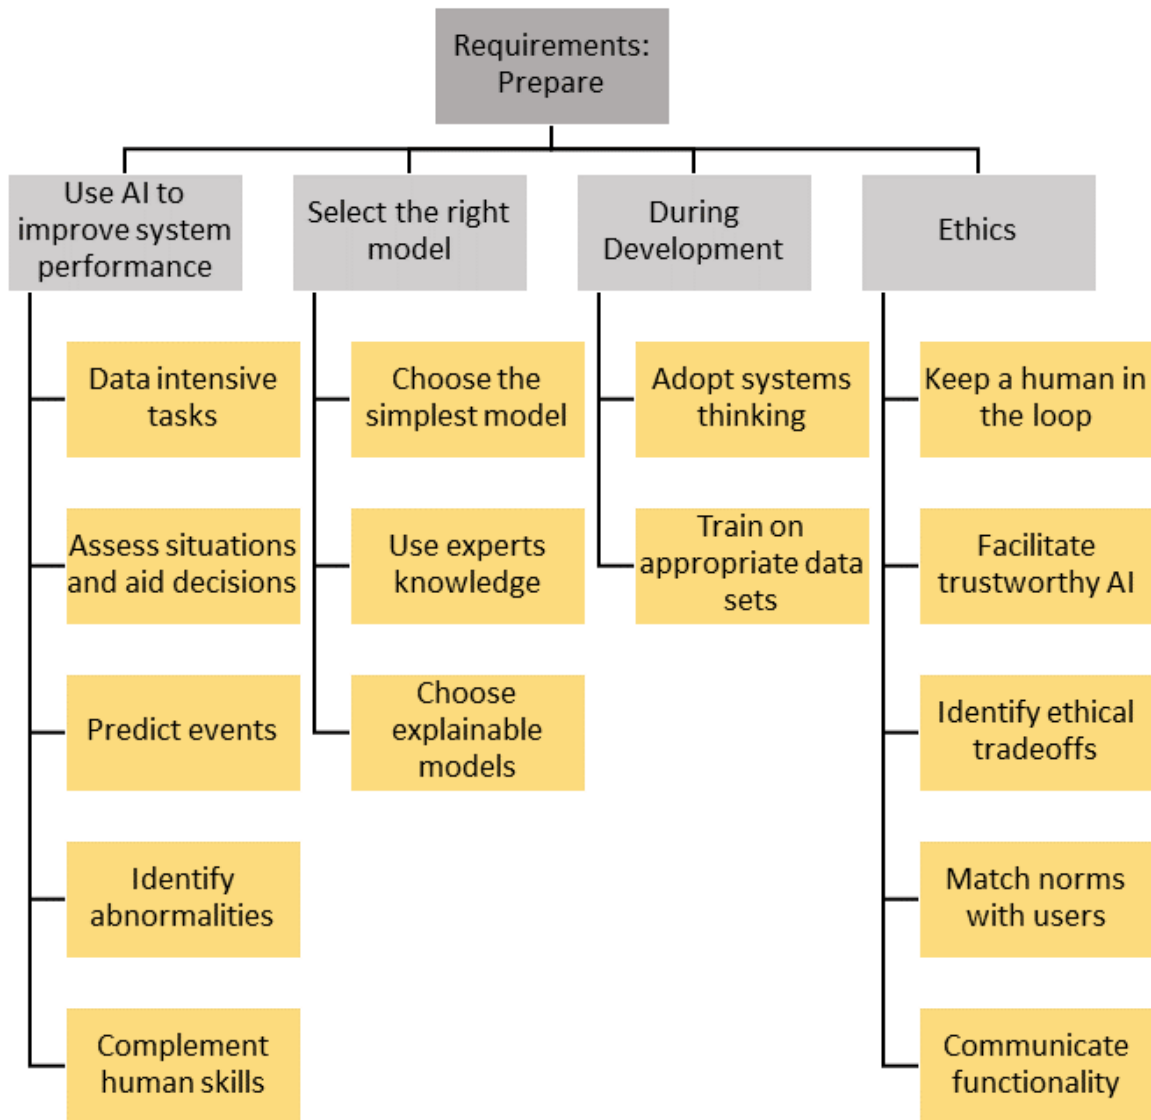 Requirements:
Prepare
Use AI to
improve system
performance
Select the right
model
During
Development
Ethics
Data intensive
tasks
Assess situations
and aid decisions
Predict events
Identify
abnormalities
Complement
human skills
Choose the
simplest model
Use experts
knowledge
Choose
explainable
models
Adopt systems
thinking
Train on
appropriate data
sets
Keep a human in
the loop
Facilitate
trustworthy AI
Identify ethical
tradeoffs
Match norms
with users
Communicate
functionality